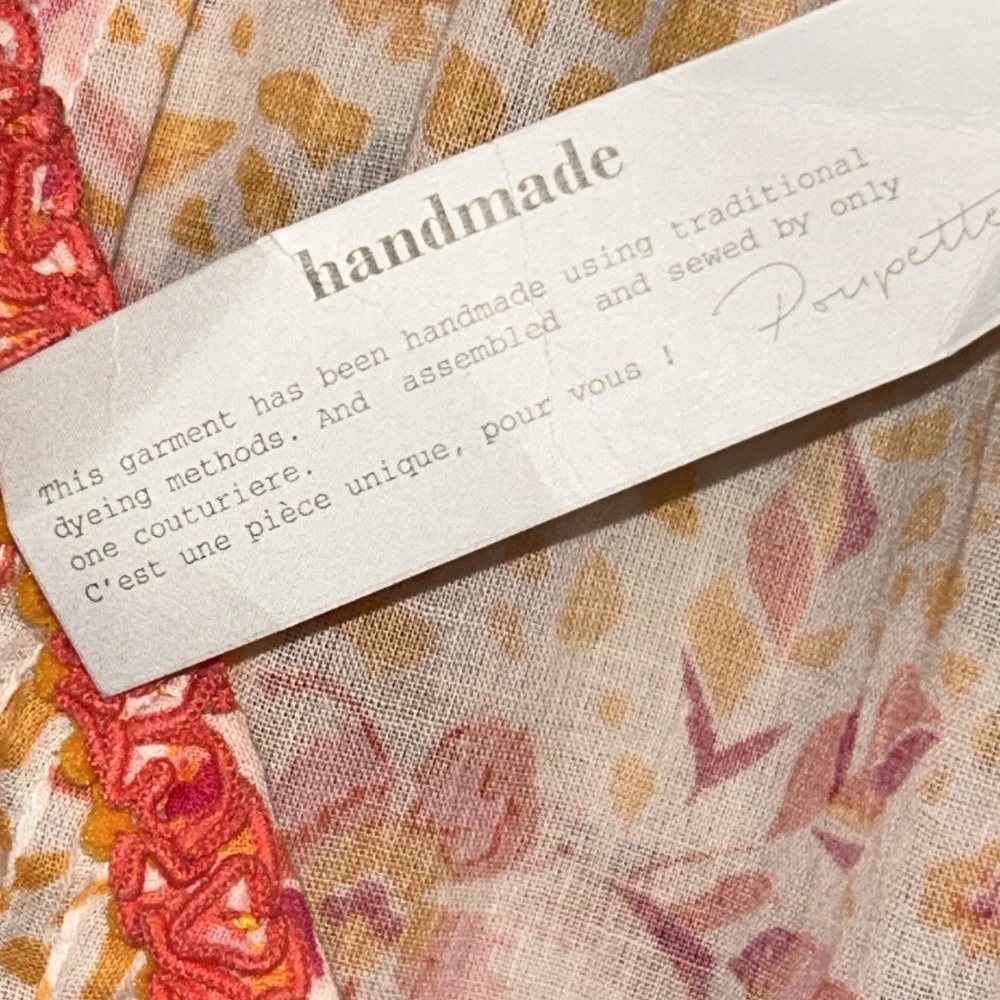 handmade
This garment has been handmade using traditional
dyeing methods. And assembled and sewed by only
one couturiere.
C'est une pièce unique, pour vous !
Poupette